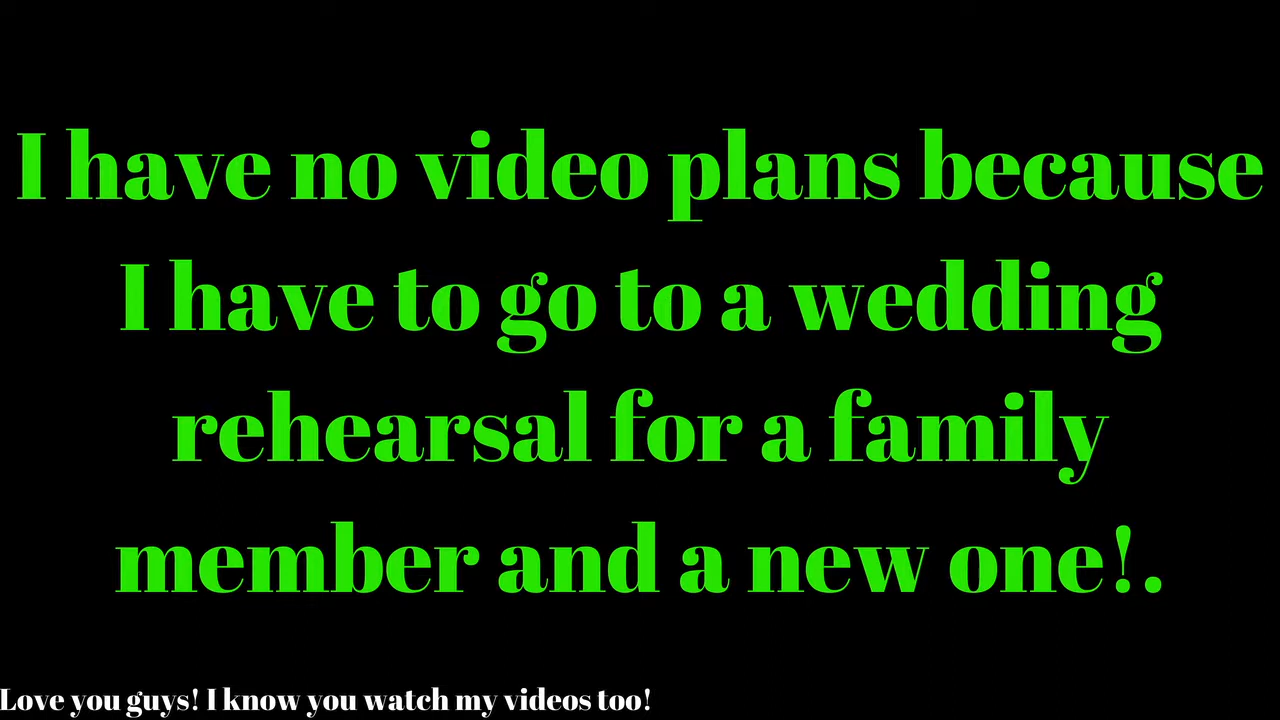 I have no video plans because
I have to go to a wedding
rehearsal for a family
member and a new one!.
Love you guys! I know you watch my videos too!